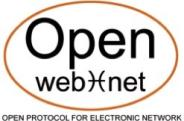 Open
web net
OPEN PROTOCOL FOR ELECTRONIC NETWORK